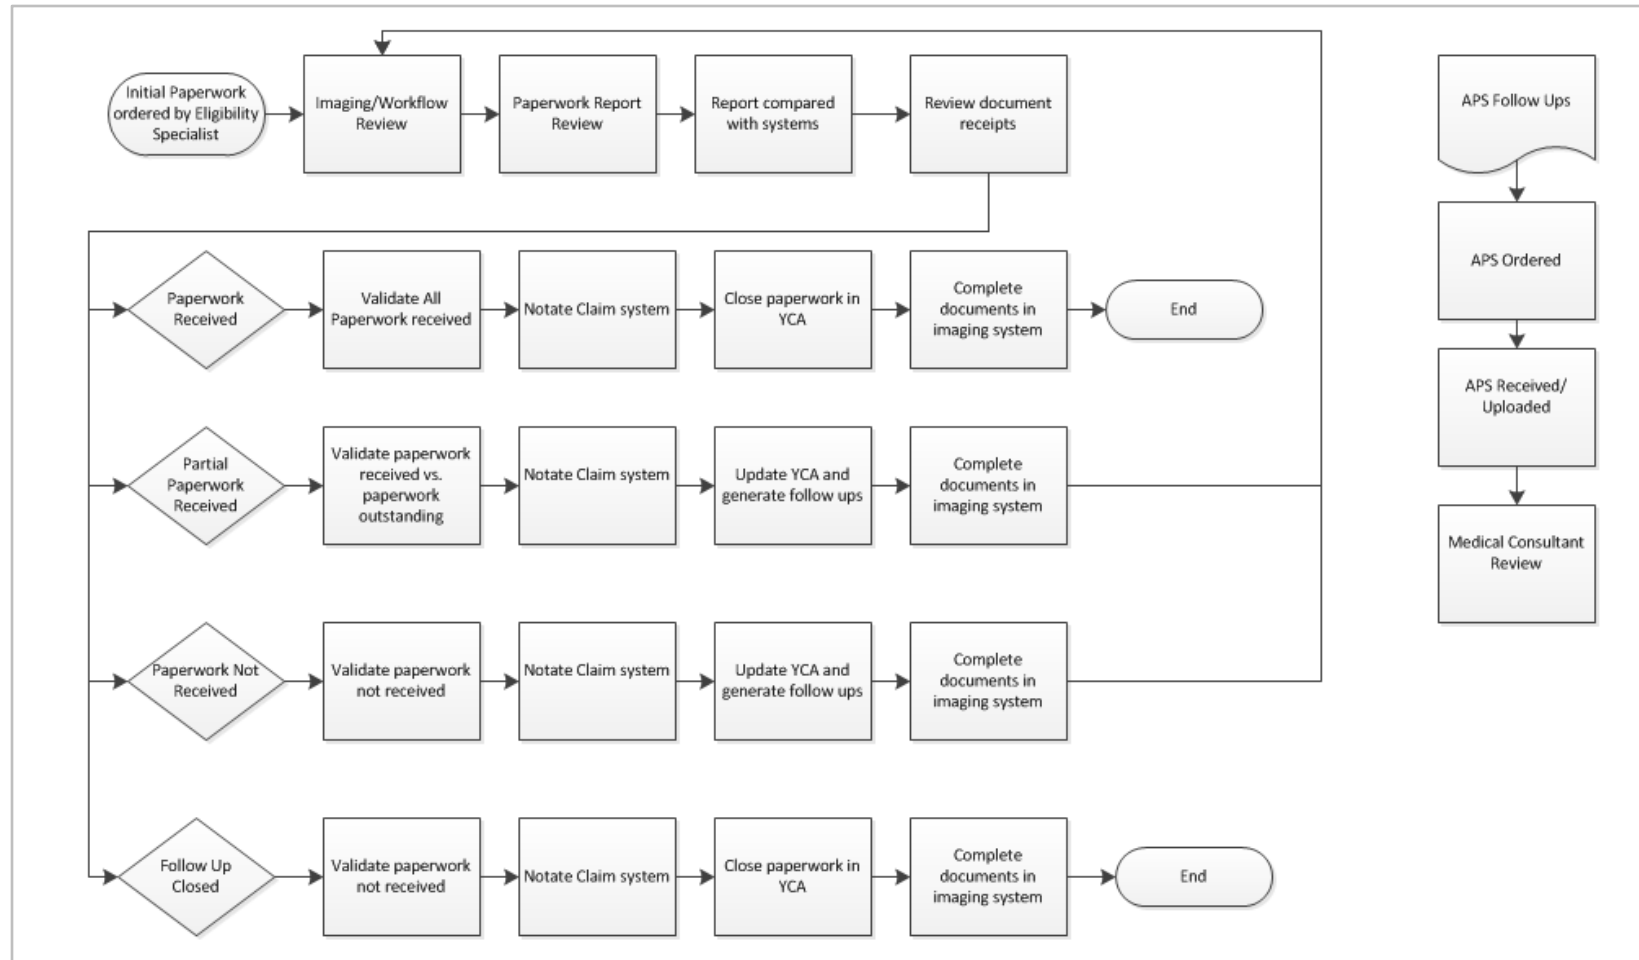 Initial Paperwork
ordered by Eligibility
Specialist
Imaging/Workflow
Review
Paperwork Report
Review
Report compared
with systems
Review document
receipts
Paperwork
Received
Validate All
Paperwork received
Notate Claim system
Close paperwork in
YCA
Complete
documents in
imaging system
End
Partial
Paperwork
Received
Validate paperwork
received vs.
paperwork
outstanding
Notate Claim system
Update YCA and
generate follow ups
Complete
documents in
imaging system
Paperwork Not
Received
Validate paperwork
not received
Notate Claim system
Update YCA and
generate follow ups
Complete
documents in
imaging system
Follow Up
Closed
Validate paperwork
not received
Notate Claim system
Close paperwork in
YCA
Complete
documents in
imaging system
End
APS Follow Ups
APS Ordered
APS Received/
Uploaded
Medical Consultant
Review